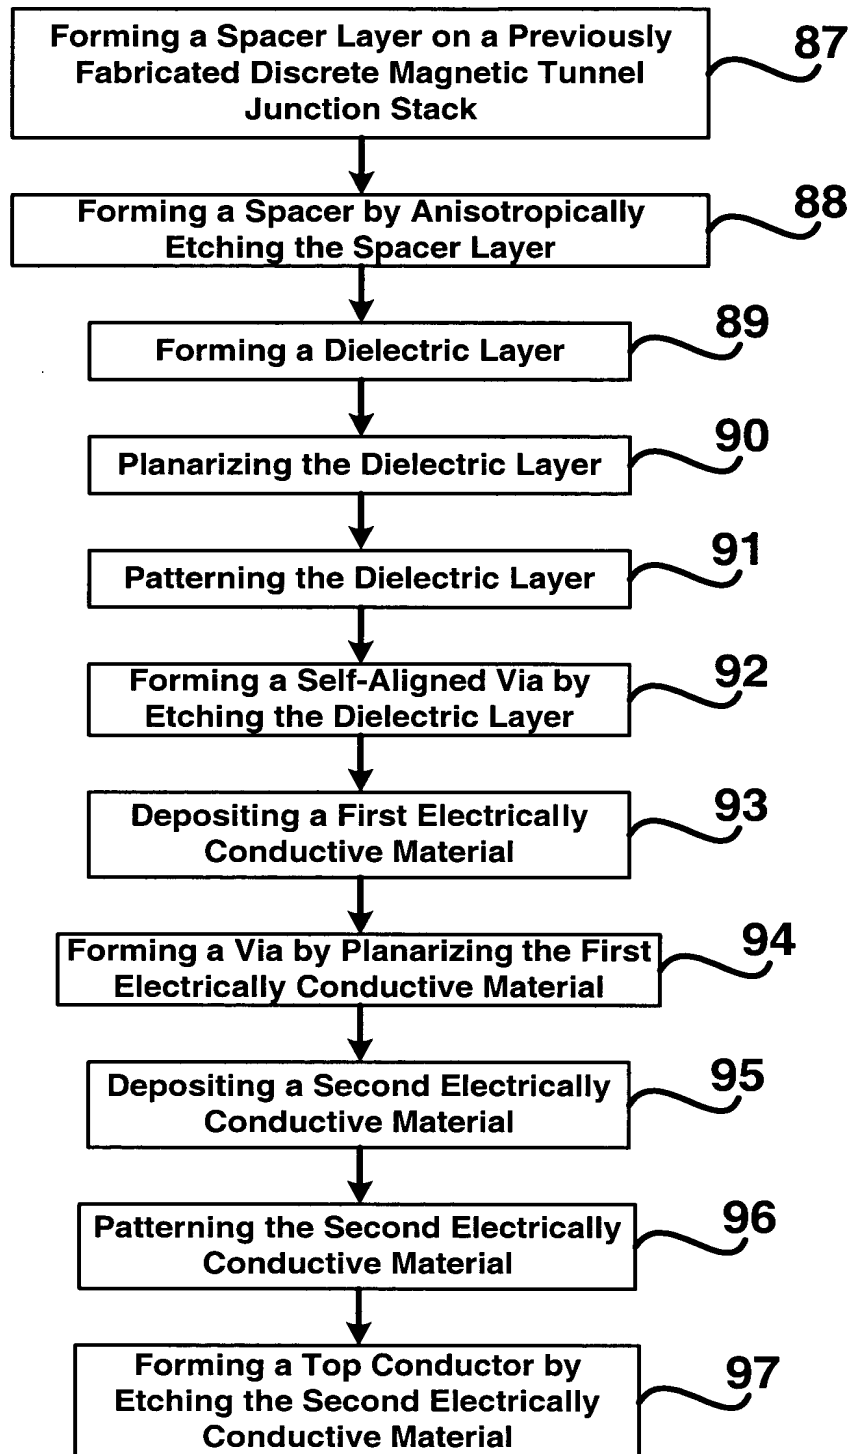 Forming a Spacer Layer on a Previously
Fabricated Discrete Magnetic Tunnel
Junction Stack
87
Forming a Spacer by Anisotropically
Etching the Spacer Layer
88
Forming a Dielectric Layer
89
Planarizing the Dielectric Layer
90
Patterning the Dielectric Layer
91
Forming a Self-Aligned Via by
Etching the Dielectric Layer
92
Depositing a First Electrically
Conductive Material
93
Forming a Via by Planarizing the First
Electrically Conductive Material
94
Depositing a Second Electrically
Conductive Material
95
Patterning the Second Electrically
Conductive Material
96
Forming a Top Conductor by
Etching the Second Electrically
Conductive Material
97